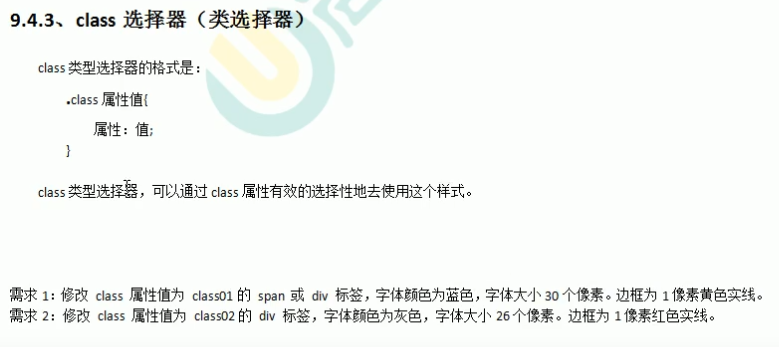 9.4.3、class 选择器（类选择器）
class 类型选择器的格式是：
.class 属性值{
属性：值;
}
class 类型选择器，可以通过 class 属性有效的选择性地去使用这个样式。
需求 1：修改 class 属性值为 class01 的 span 或 div 标签，字体颜色为蓝色，字体大小 30 个像素。边框为 1 像素黄色实线。
需求 2：修改 class 属性值为 class02 的 div 标签，字体颜色为灰色，字体大小 26 个像素。边框为 1 像素红色实线。